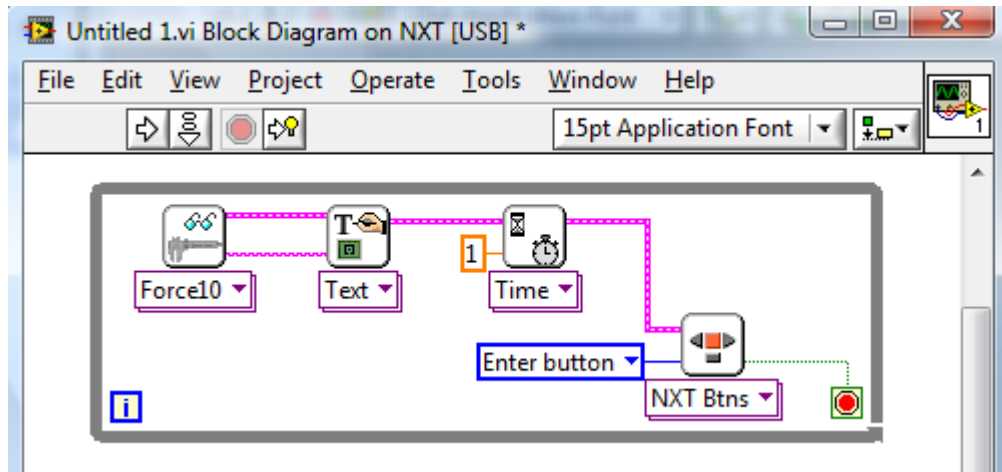 Untitled 1.vi Block Diagram on NXT [USB] *
File Edit View Project Operate Tools Window Help
15pt Application Font
1
T
1
Force10
Text
Time
Enter button
NXT Btns
i